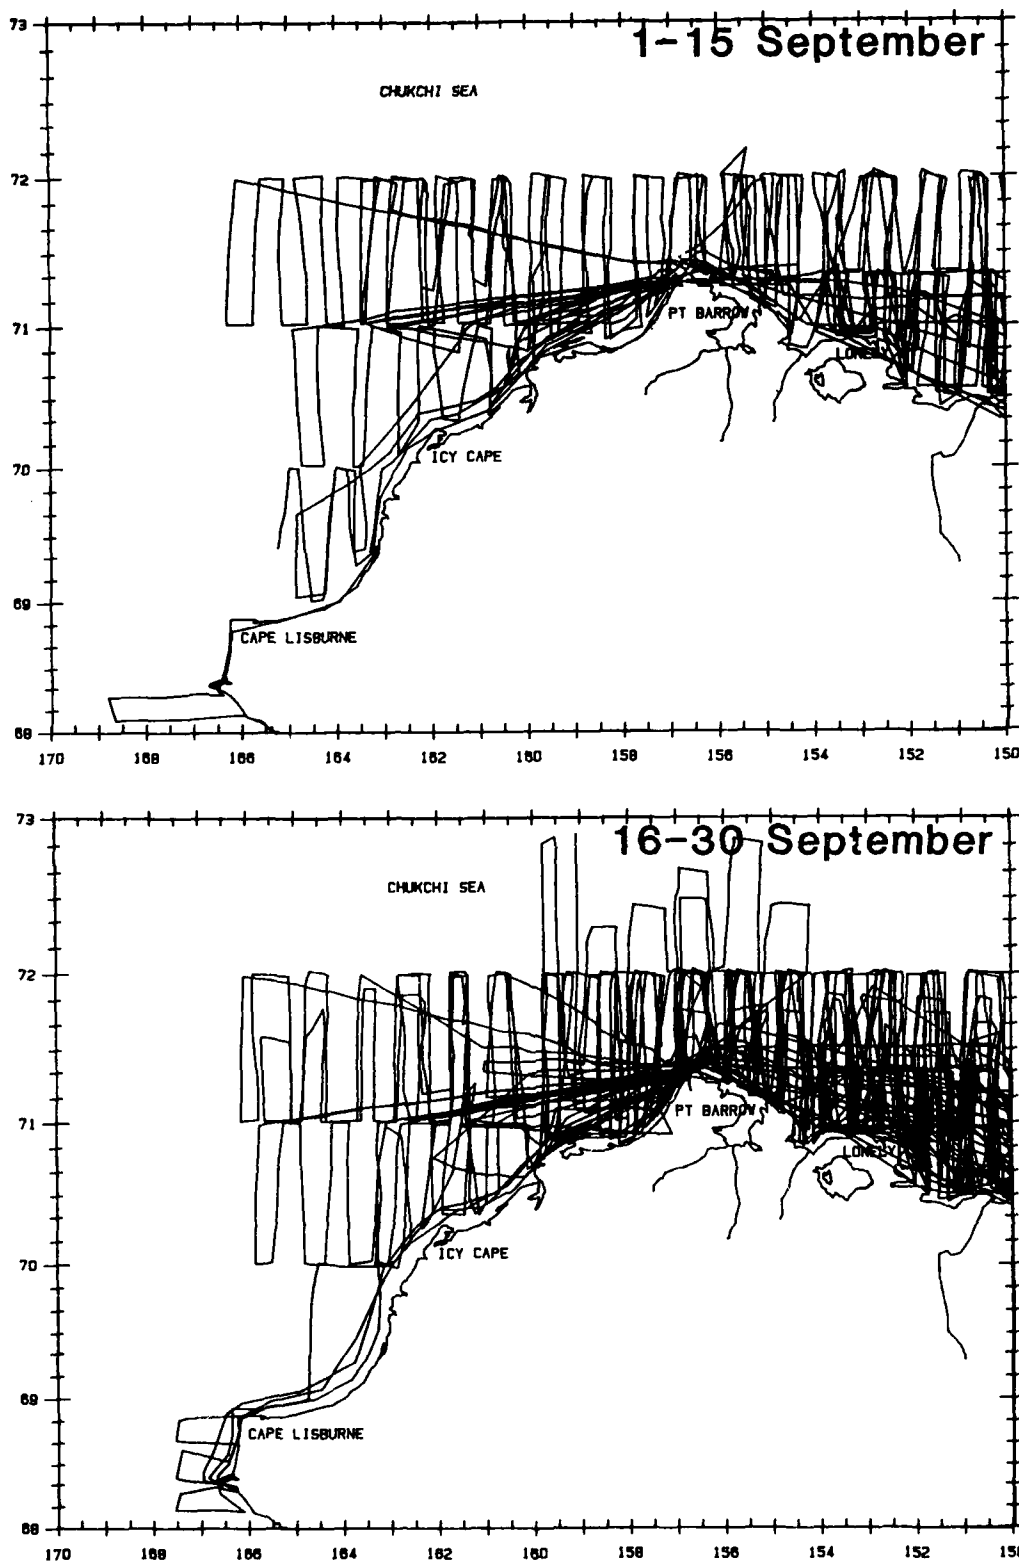 73
1-15 September
CHUKCHI SEA
72
71
PT BARROW
LONELY
70
ICY CAPE
69
CAPE LISBURNE
68
170 168 166 164 162 160 158 156 154 152 150
73
16-30 September
CHUKCHI SEA
72
71
PT BARROW
LONELY
70
ICY CAPE
69
CAPE LISBURNE
68
170 168 166 164 162 160 158 156 154 152